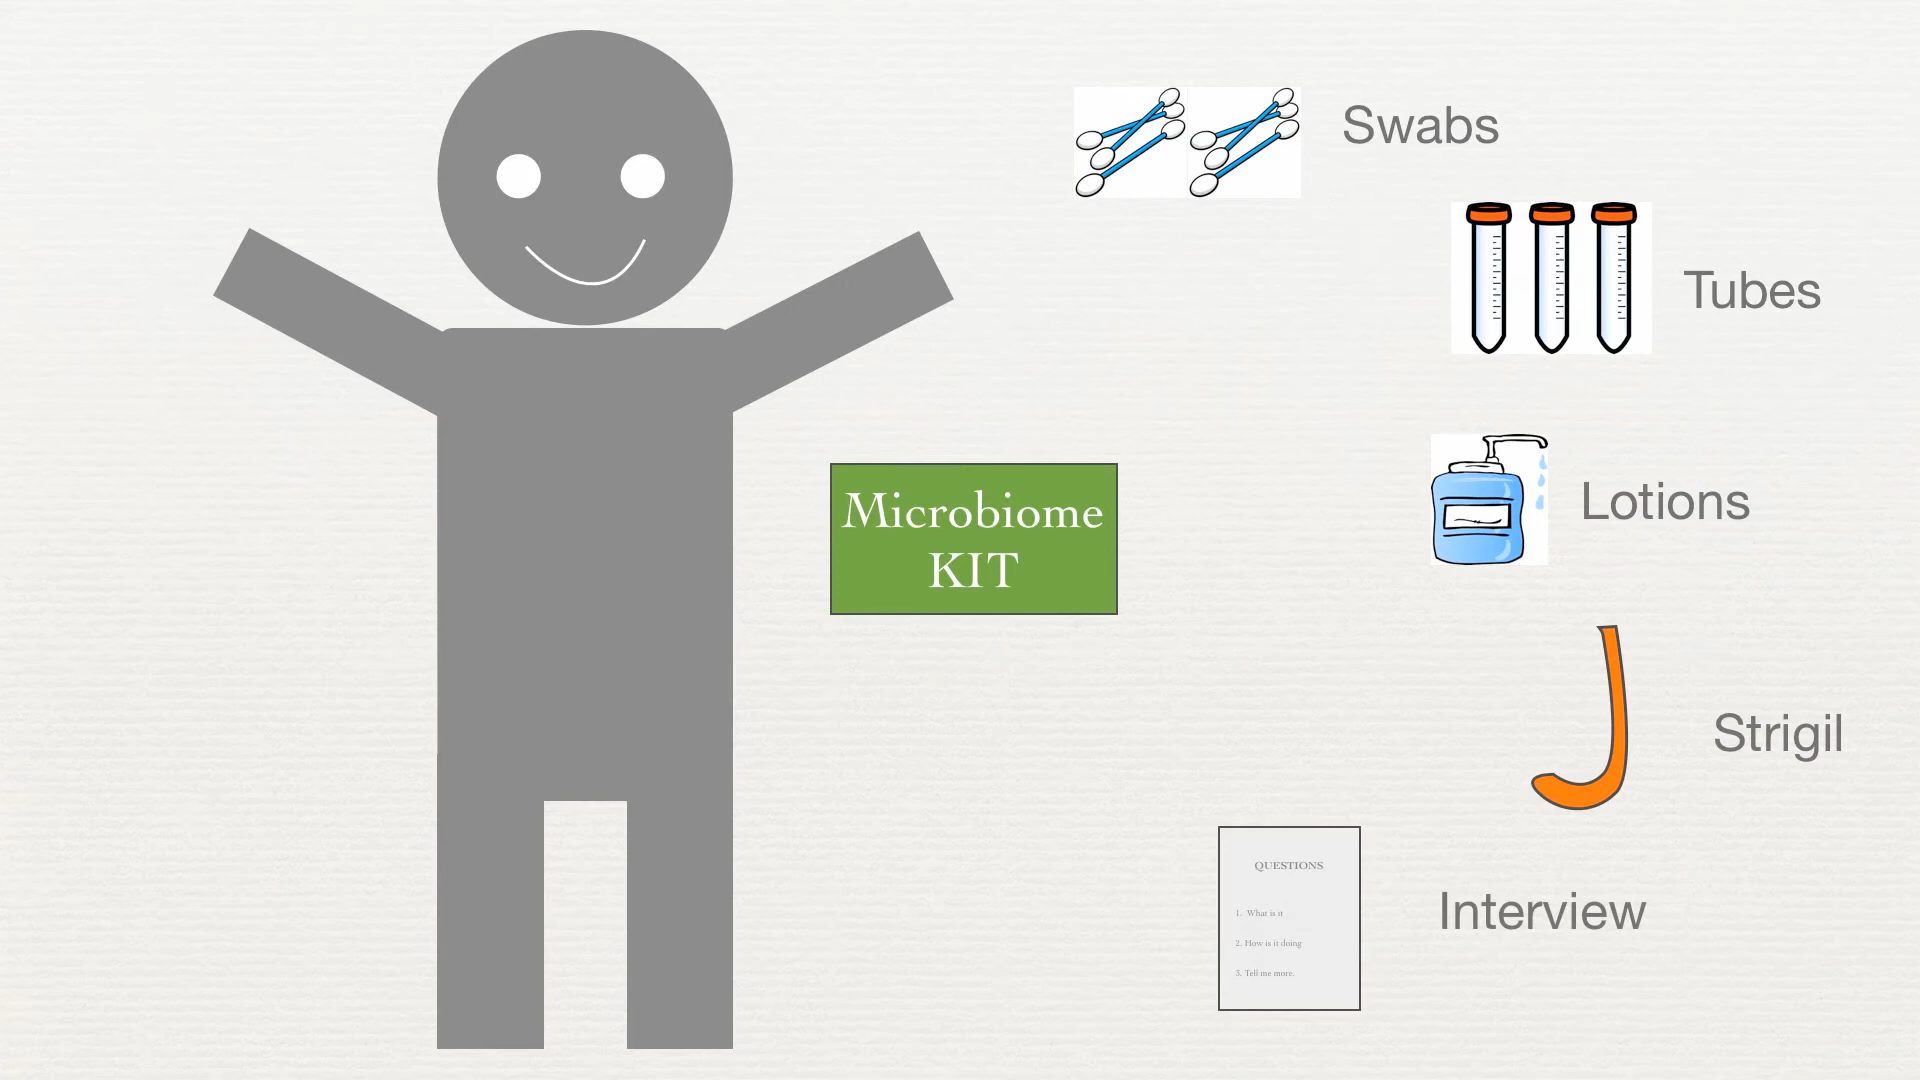 Swabs
Tubes
Microbiome
KIT
Lotions
Strigil
QUESTIONS
1. What is it
2. How is it doing
3. Tell me more.
Interview